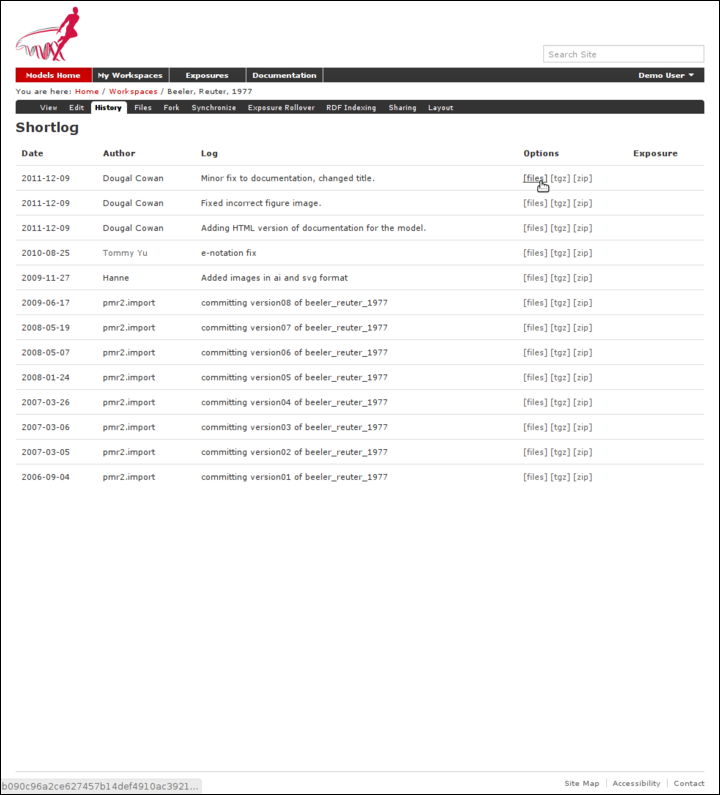 Search Site
Models Home My Workspaces Exposures Documentation Demo User
You are here: Home / Workspaces / Beeler, Reuter, 1977
View Edit History Files Fork Synchronize Exposure Rollover RDF Indexing Sharing Layout
Shortlog
Date Author Log Options Exposure
2011-12-09 Dougal Cowan Minor fix to documentation, changed title. [files] [tgz] [zip]
2011-12-09 Dougal Cowan Fixed incorrect figure image. [files] [tgz] [zip]
2011-12-09 Dougal Cowan Adding HTML version of documentation for the model. [files] [tgz] [zip]
2010-08-25 Tommy Yu e-notation fix [files] [tgz] [zip]
2009-11-27 Hanne Added images in ai and svg format [files] [tgz] [zip]
2009-06-17 pmr2.import committing version08 of beeler_reuter_1977 [files] [tgz] [zip]
2008-05-19 pmr2.import committing version07 of beeler_reuter_1977 [files] [tgz] [zip]
2008-05-07 pmr2.import committing version06 of beeler_reuter_1977 [files] [tgz] [zip]
2008-01-24 pmr2.import committing version05 of beeler_reuter_1977 [files] [tgz] [zip]
2007-03-26 pmr2.import committing version04 of beeler_reuter_1977 [files] [tgz] [zip]
2007-03-06 pmr2.import committing version03 of beeler_reuter_1977 [files] [tgz] [zip]
2007-03-05 pmr2.import committing version02 of beeler_reuter_1977 [files] [tgz] [zip]
2006-09-04 pmr2.import committing version01 of beeler_reuter_1977 [files] [tgz] [zip]
Site Map Accessibility Contact
b090c96a2ce627457b14def4910ac3921...